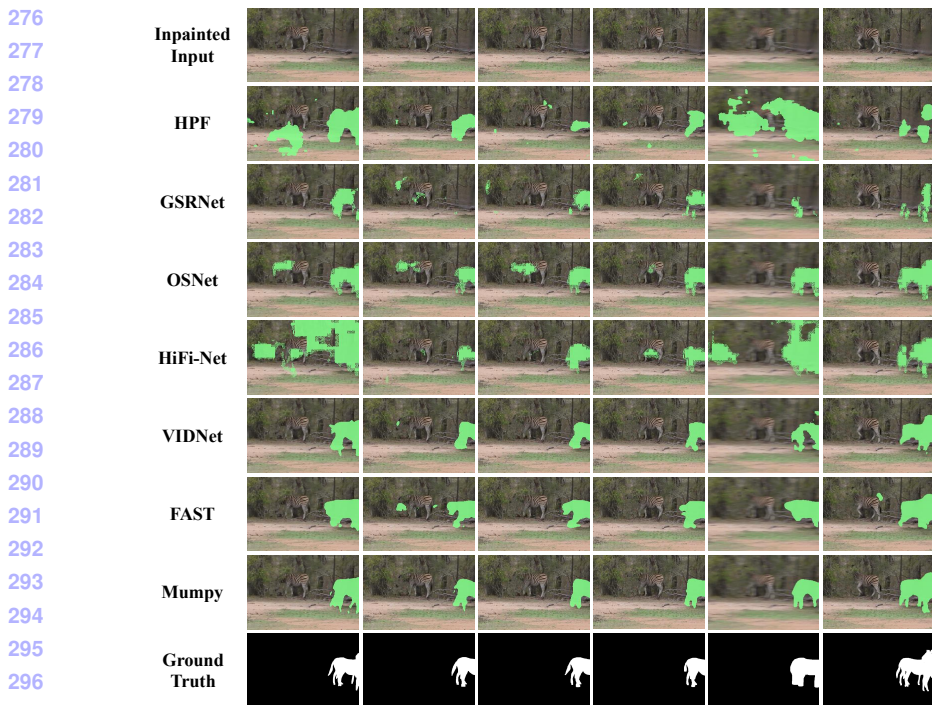 276
Inpainted
Input
277
278
279
HPF
280
281
GSRNet
282
283
OSNet
284
285
HiFi-Net
286
287
288
VIDNet
289
290
FAST
291
292
293
Mumpy
294
295
Ground
Truth
296